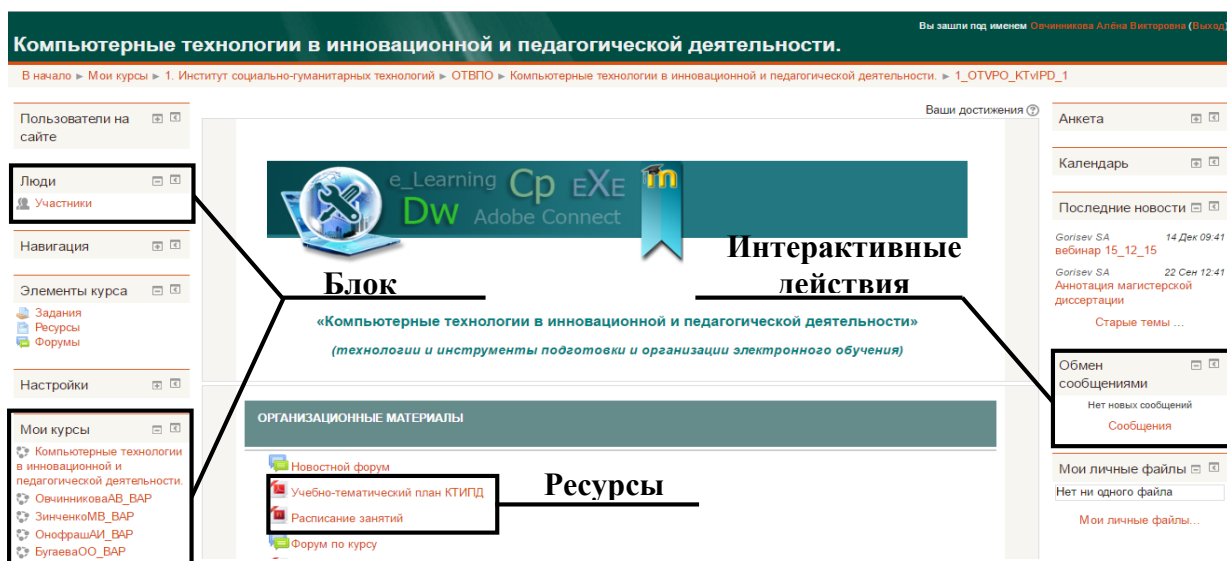 Вы зашли под именем Овчинникова Алёна Викторовна (Выход)
Компьютерные технологии в инновационной и педагогической деятельности.
В начало ► Мои курсы ► 1. Институт социально-гуманитарных технологий ► ОТВПО ► Компьютерные технологии в инновационной и педагогической деятельности. ► 1_OTVPO_KTvIPD_1
Пользователи на
сайте
Люди
Участники
Навигация
Элементы курса
Задания
Ресурсы
Форумы
Настройки
Мои курсы
Компьютерные технологии
в инновационной и
педагогической деятельности.
ОвчинниковаАВ_ВАР
ЗинченкоМВ_ВАР
ОнофрашАИ_ВАР
БугаеваОО_ВАР
Ваши достижения
e_Learning Cp eXe m
Dw Adobe Connect
Блок
Интерактивные
действия
«Компьютерные технологии в инновационной и педагогической деятельности»
(технологии и инструменты подготовки и организации электронного обучения)
ОРГАНИЗАЦИОННЫЕ МАТЕРИАЛЫ
Новостной форум
Учебно-тематический план КТИПД
Расписание занятий
Форум по курсу
Ресурсы
Анкета
Календарь
Последние новости
Gorisev SA 14 Дек 09:41
вебинар 15_12_15
Gorisev SA 22 Сен 12:41
Аннотация магистерской
диссертации
Старые темы ...
Обмен
сообщениями
Нет новых сообщений
Сообщения
Мои личные файлы
Нет ни одного файла
Мои личные файлы...